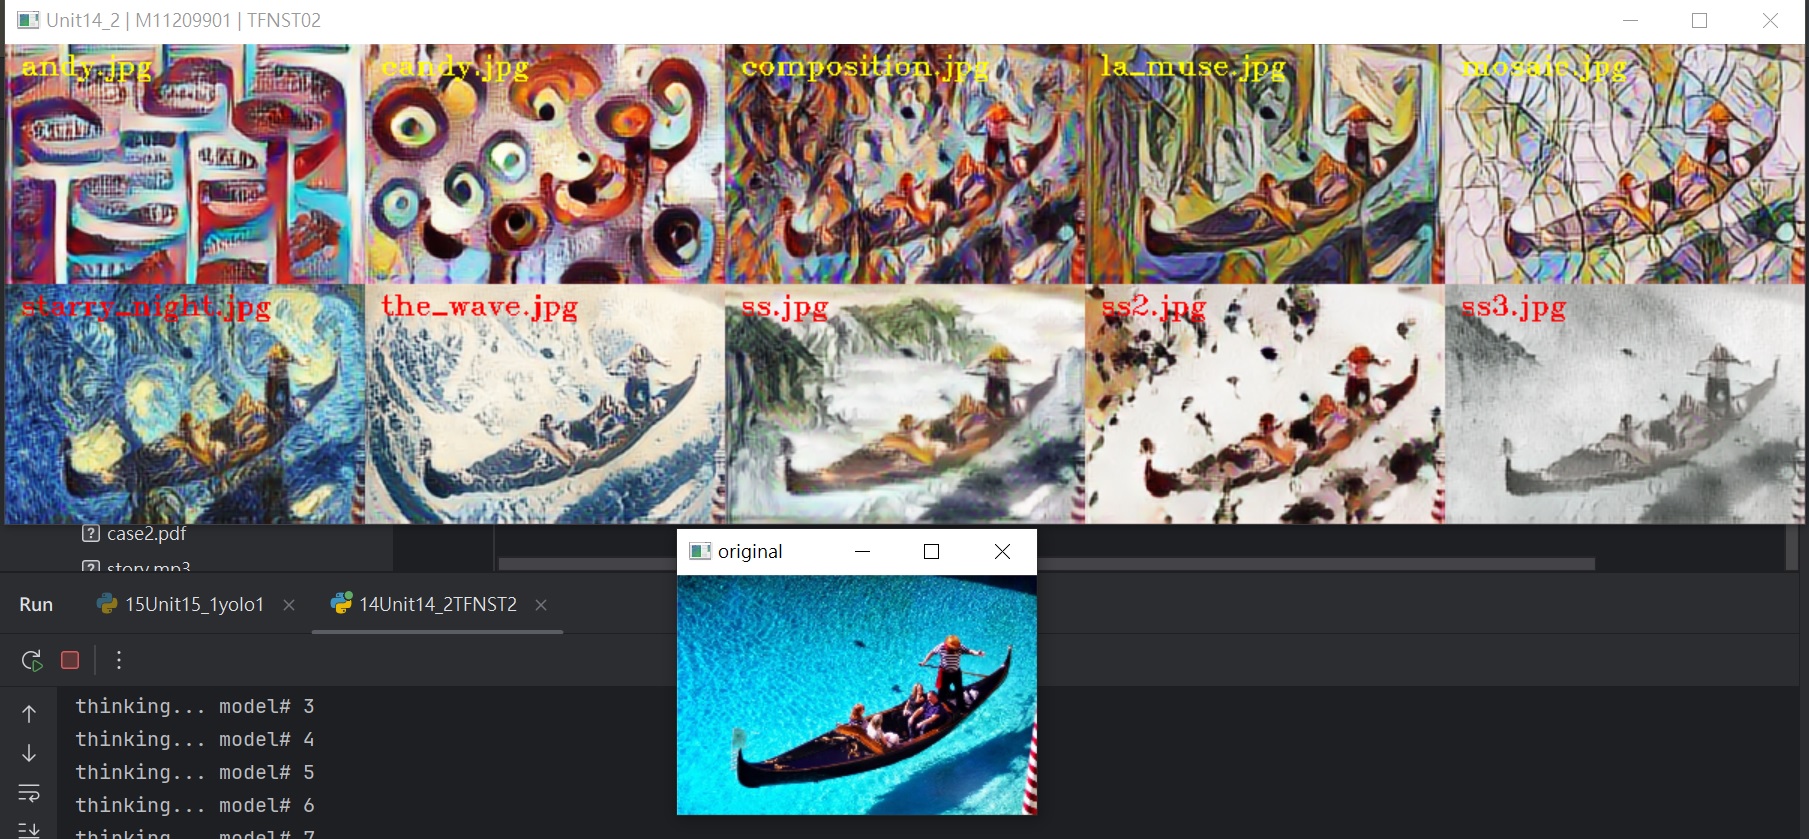 Unit14_2 | M11209901 | TFNST02
andy.jpg
candy.jpg
composition.jpg
la_muse.jpg
mosaic.jpg
starry_night.jpg
the_wave.jpg
ss.jpg
ss2.jpg
ss3.jpg
case2.pdf
story.mp3
original
Run
15Unit15_1yolo1
14Unit14_2TFNST2
thinking... model# 3
thinking... model# 4
thinking... model# 5
thinking... model# 6
thinking... model# 7